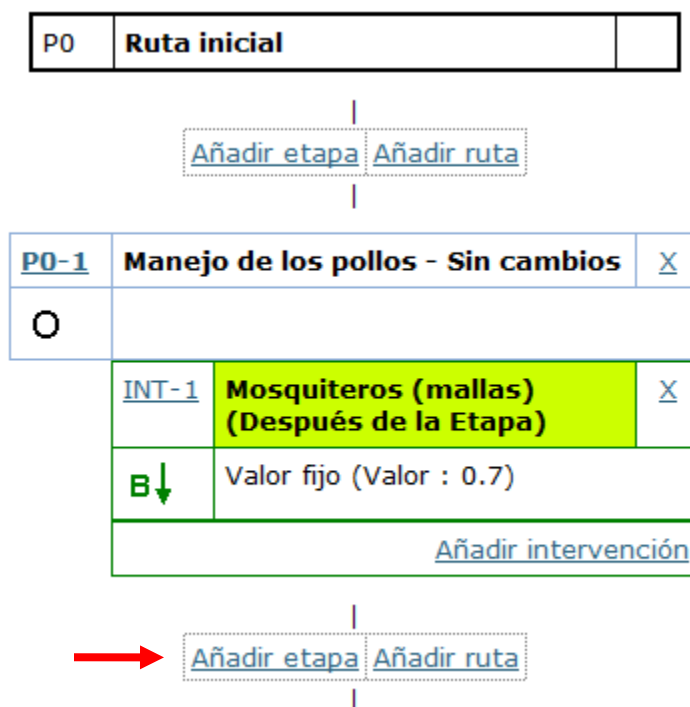 P0 Ruta inicial
Añadir etapa Añadir ruta
P0-1 Manejo de los pollos - Sin cambios X
O
INT-1 Mosquiteros (mallas) X
(Después de la Etapa)
B↓ Valor fijo (Valor : 0.7)
Añadir intervención
Añadir etapa Añadir ruta